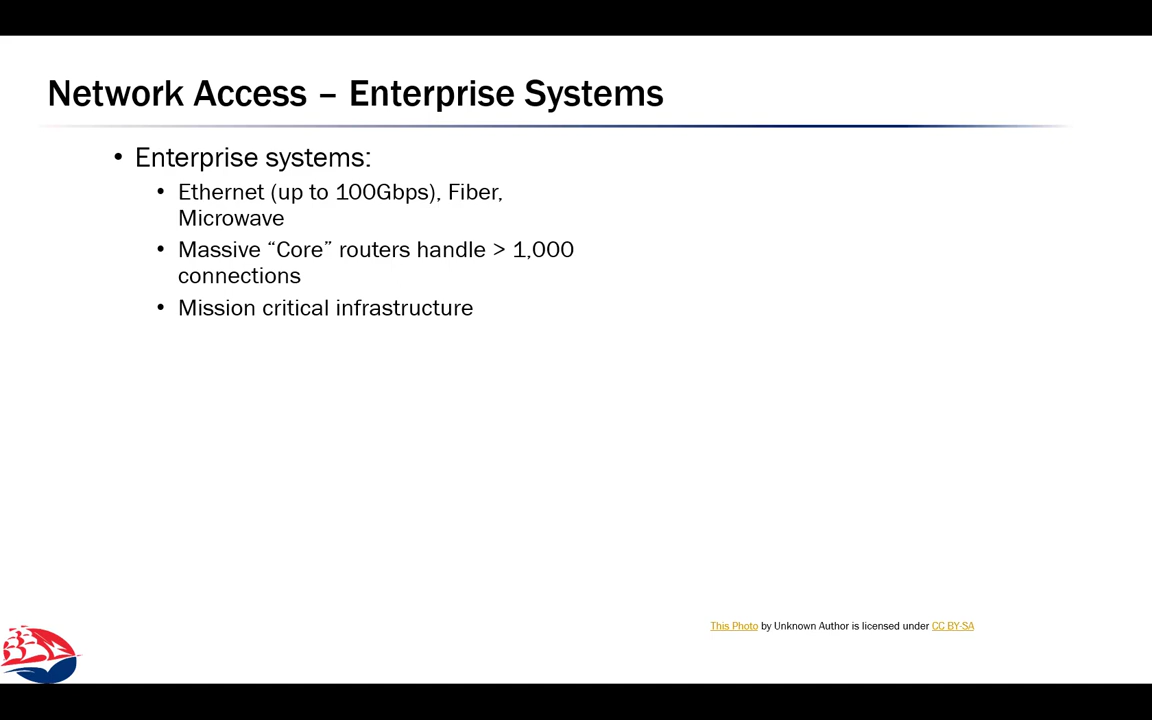 Network Access – Enterprise Systems
• Enterprise systems:
• Ethernet (up to 100Gbps), Fiber,
Microwave
• Massive “Core” routers handle > 1,000
connections
• Mission critical infrastructure
This Photo by Unknown Author is licensed under CC BY-SA